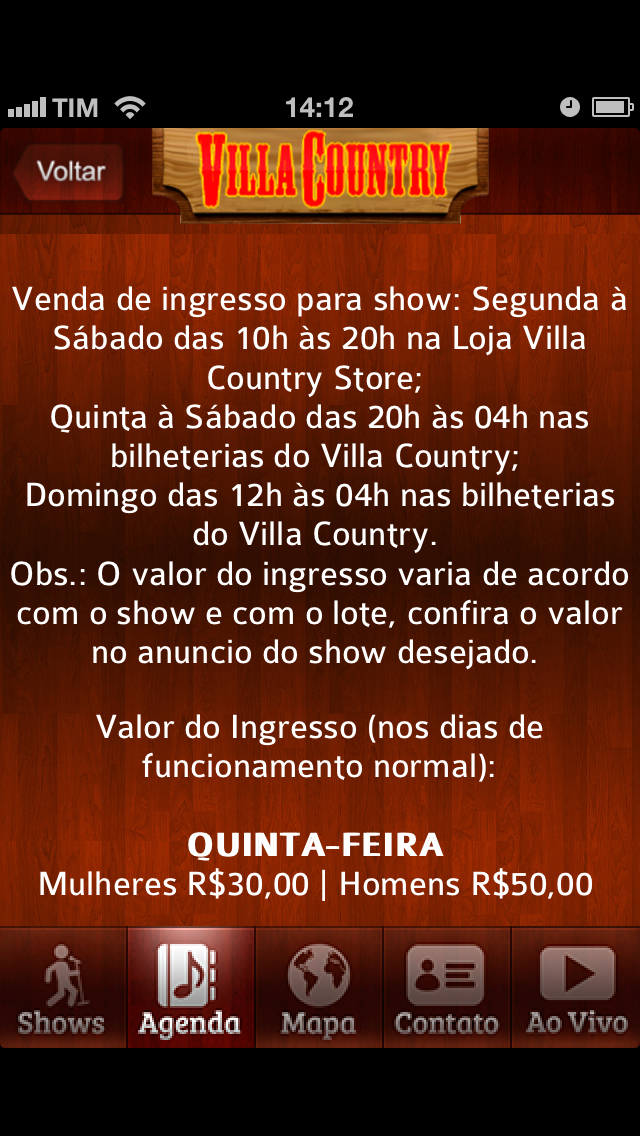 TIM
14:12
Voltar
VILLA COUNTRY
Venda de ingresso para show: Segunda à
Sábado das 10h às 20h na Loja Villa
Country Store;
Quinta à Sábado das 20h às 04h nas
bilheterias do Villa Country;
Domingo das 12h às 04h nas bilheterias
do Villa Country.
Obs.: O valor do ingresso varia de acordo
com o show e com o lote, confira o valor
no anuncio do show desejado.
Valor do Ingresso (nos dias de
funcionamento normal):
QUINTA-FEIRA
Mulheres R$30,00 | Homens R$50,00
Shows
Agenda
Mapa
Contato
Ao Vivo